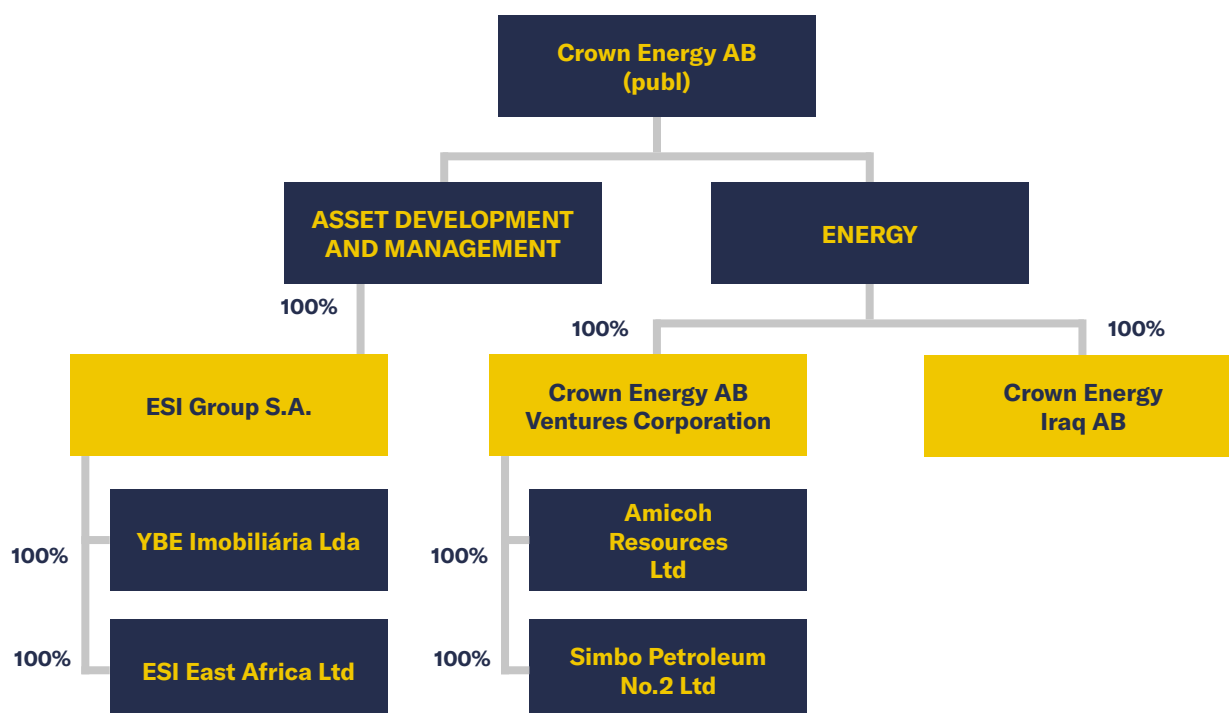 Crown Energy AB
(publ)
ASSET DEVELOPMENT
AND MANAGEMENT
ENERGY
100%
100%
100%
ESI Group S.A.
Crown Energy AB
Ventures Corporation
Crown Energy
Iraq AB
100%
YBE Imobiliária Lda
100%
Amicoh
Resources
Ltd
100%
ESI East Africa Ltd
100%
Simbo Petroleum
No.2 Ltd